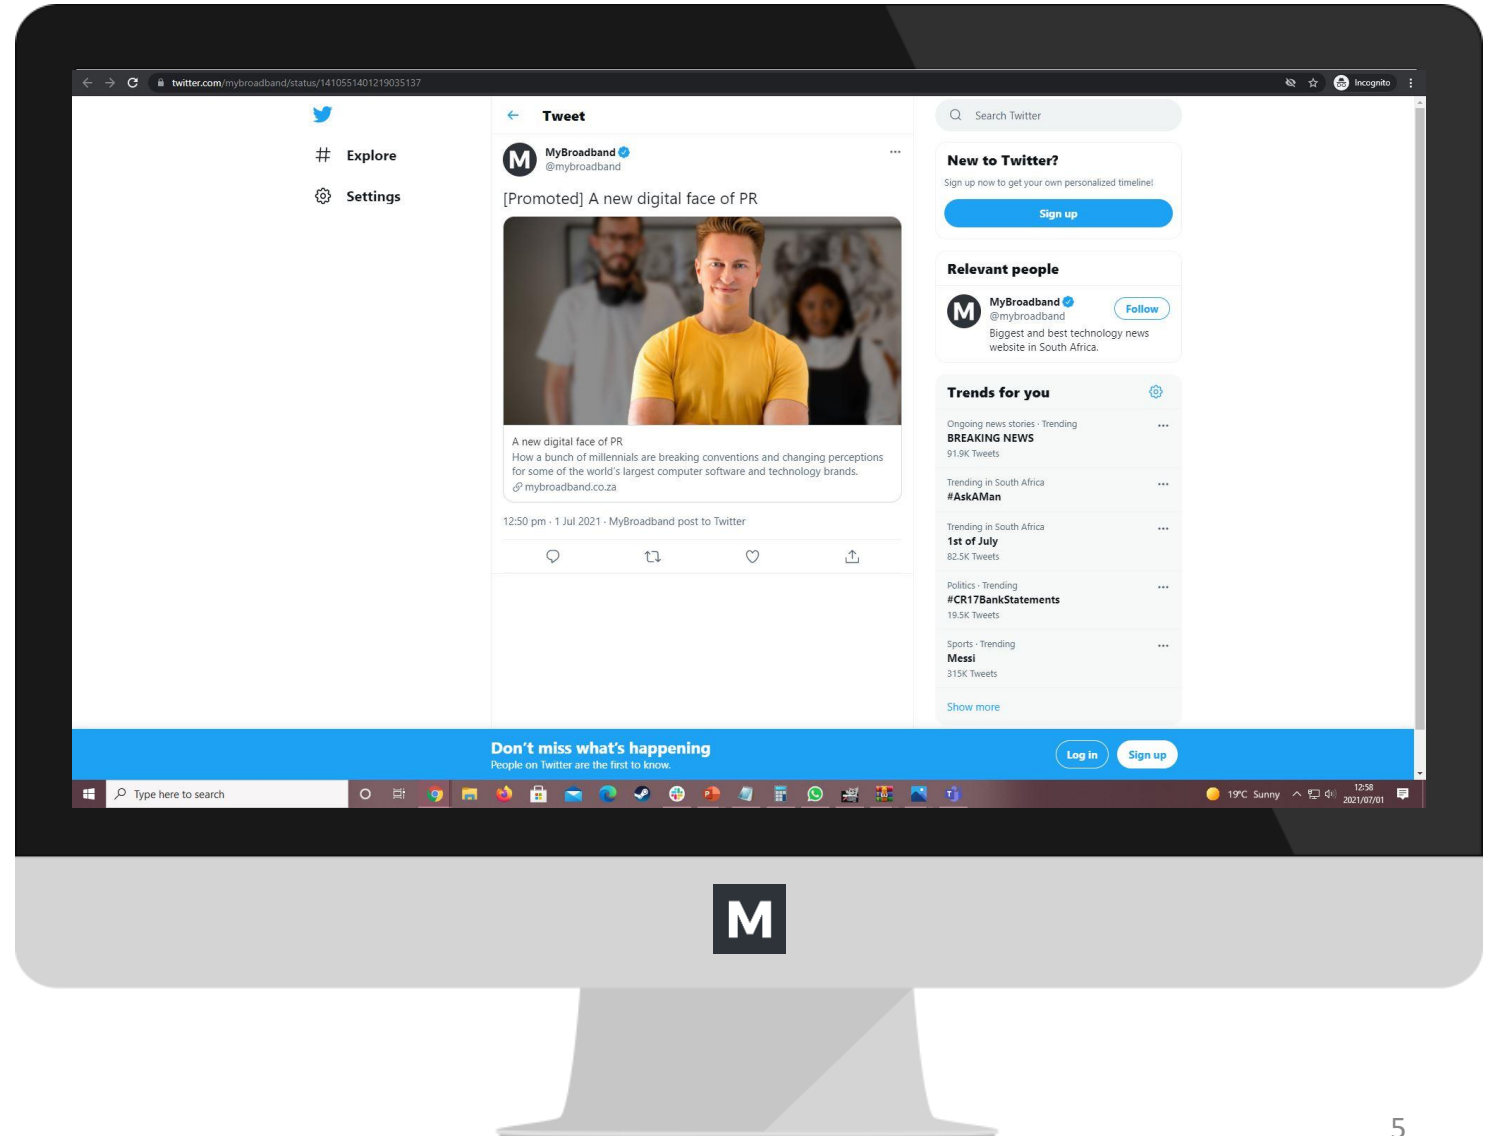 twitter.com/mybroadband/status/1410551401219035137
Incognito
Explore
Settings
Tweet
M
MyBroadband
@mybroadband
[Promoted] A new digital face of PR
A new digital face of PR
How a bunch of millennials are breaking conventions and changing perceptions
for some of the world's largest computer software and technology brands.
mybroadband.co.za
12:50 pm · 1 Jul 2021 · MyBroadband post to Twitter
Search Twitter
New to Twitter?
Sign up now to get your own personalized timeline!
Sign up
Relevant people
M
MyBroadband
@mybroadband
Follow
Biggest and best technology news
website in South Africa.
Trends for you
Ongoing news stories · Trending
BREAKING NEWS
91.9K Tweets
Trending in South Africa
#AskAMan
Trending in South Africa
1st of July
82.5K Tweets
Politics · Trending
#CR17BankStatements
19.5K Tweets
Sports · Trending
Messi
315K Tweets
Show more
Don't miss what's happening
People on Twitter are the first to know.
Log in
Sign up
Type here to search
19°C Sunny
12:58
2021/07/01
M
5